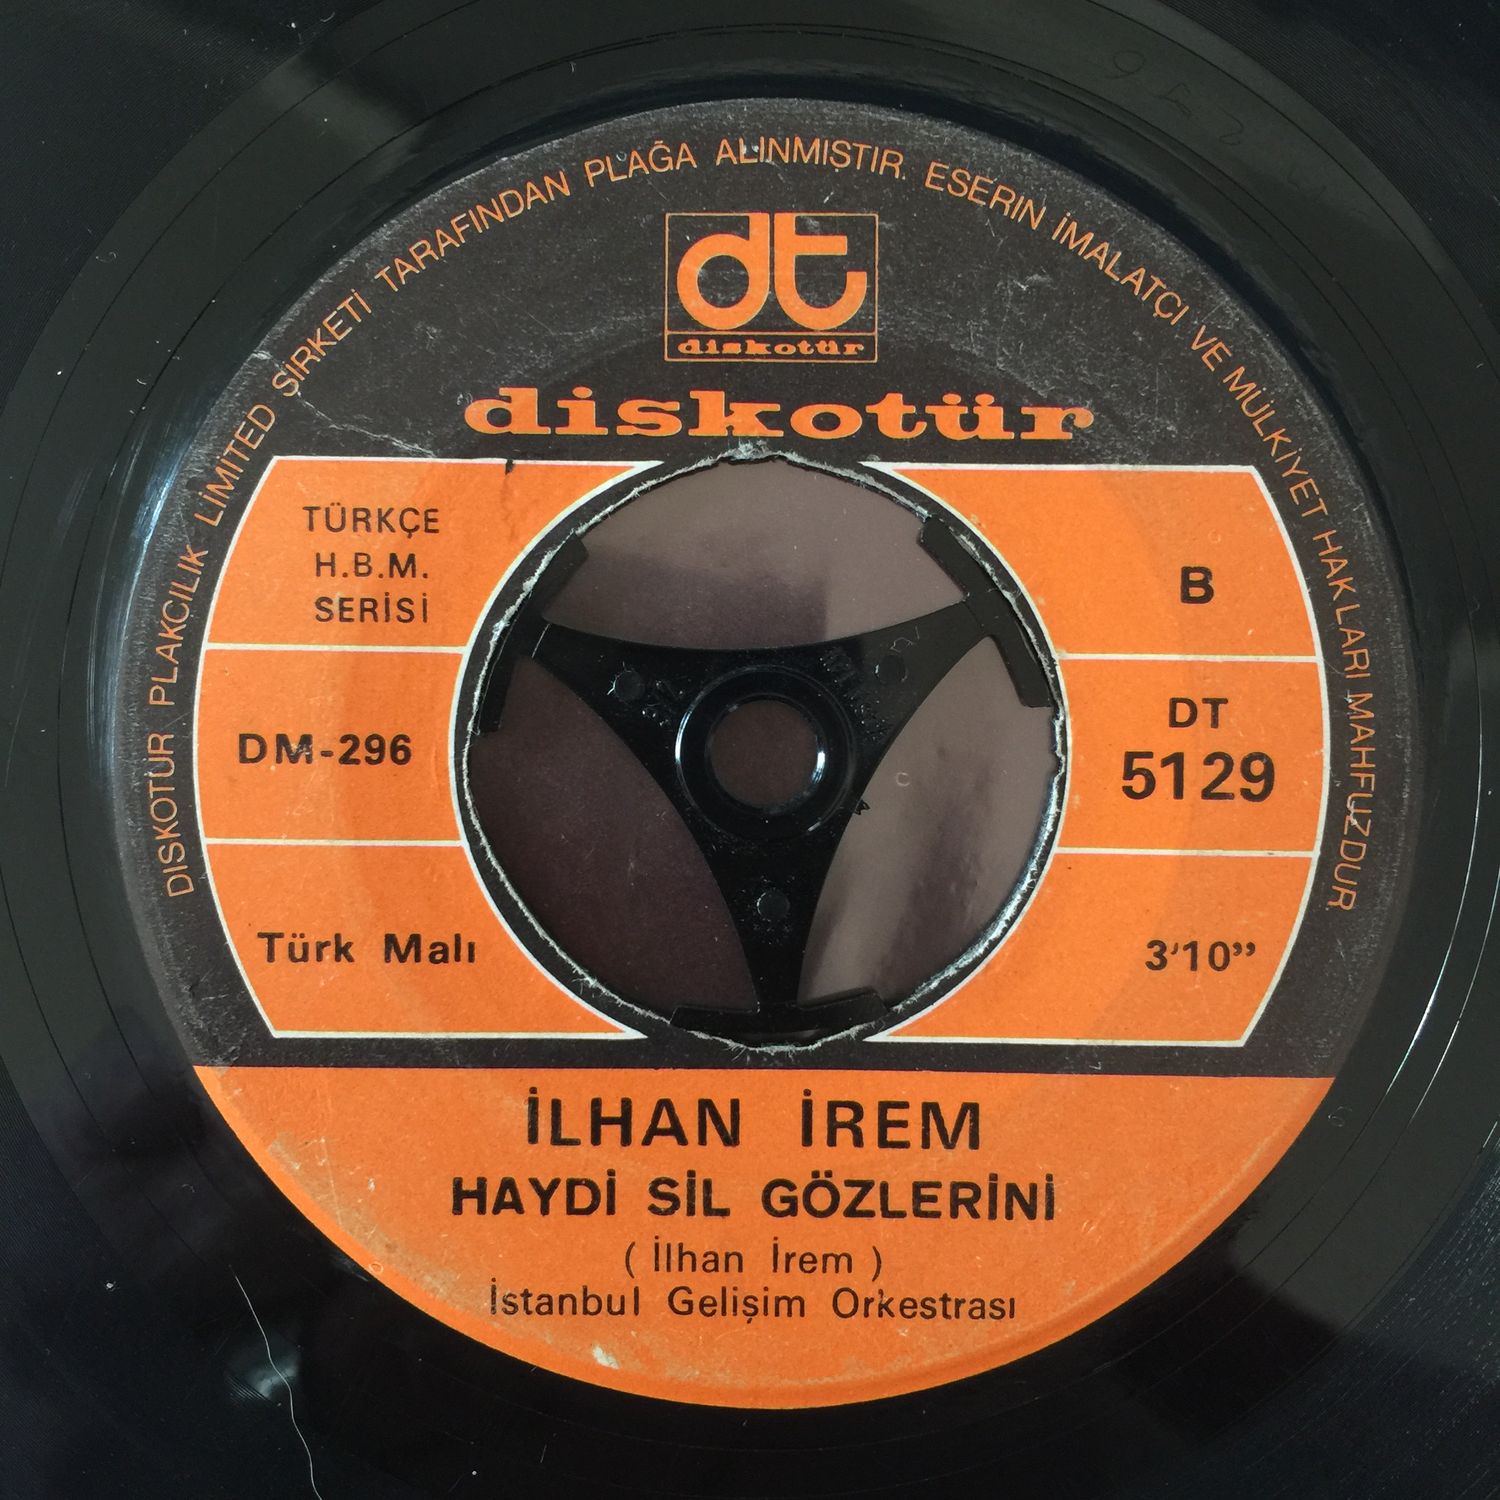 DISKOTÜR PLAKCILIK LİMİTED ŞİRKETİ TARAFINDAN PLAĞA ALINMIŞTIR. ESERİN İMALATÇI VE MÜLKİYET HAKLARI MAHFUZDUR.
dt
diskotür
diskotür
TÜRKÇE
H.B.M.
SERİSİ
B
DM-296
DT
5129
Türk Malı
3'10"
İLHAN İREM
HAYDİ SİL GÖZLERİNİ
( İlhan İrem )
İstanbul Gelişim Orkestrası